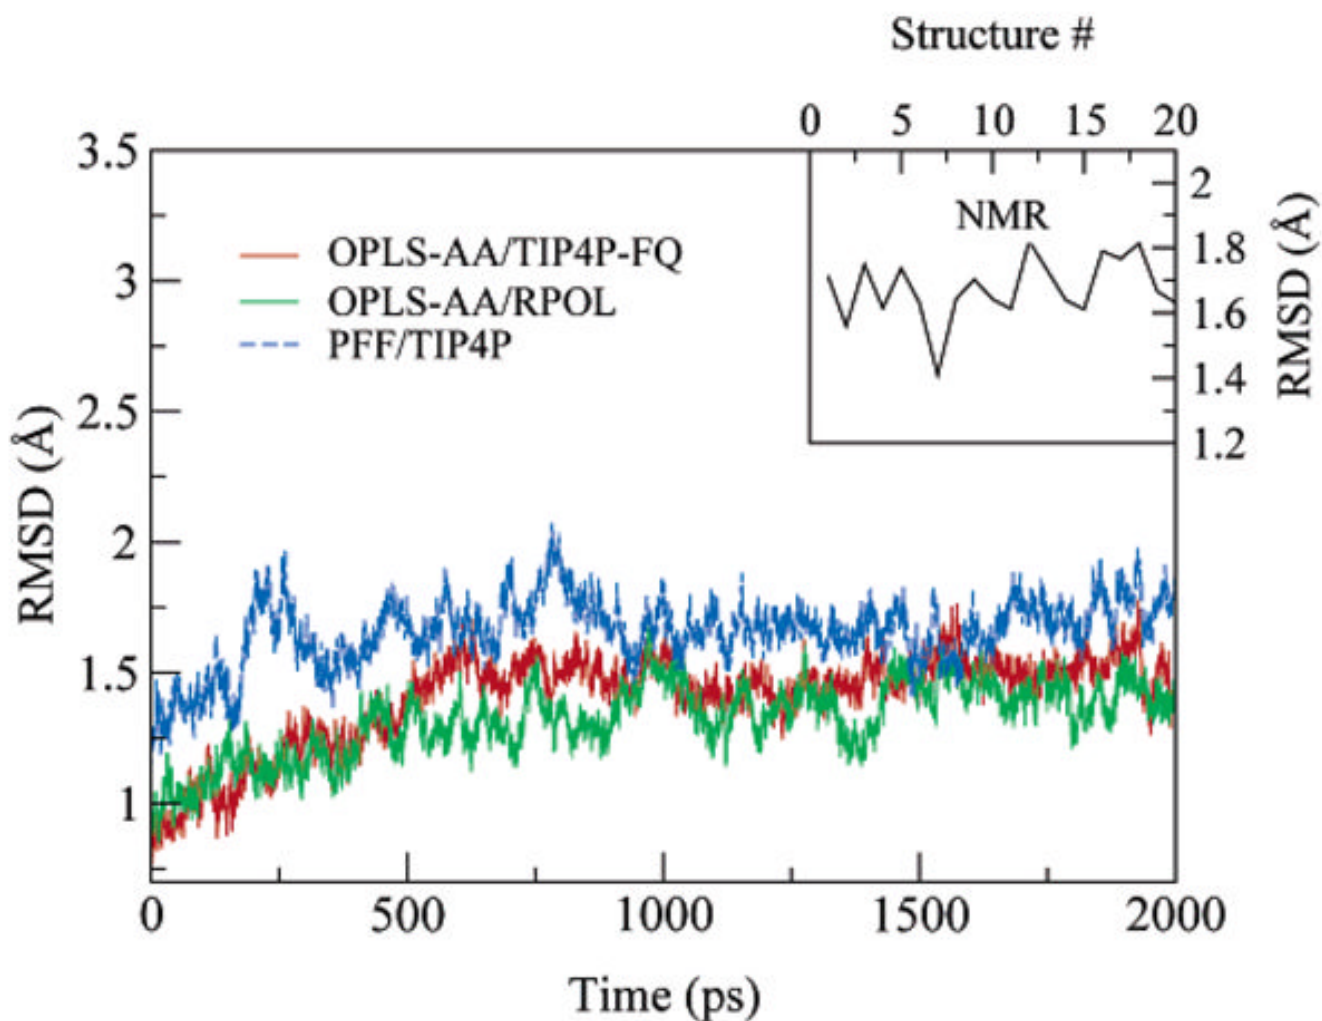 Structure #
0 5 10 15 20
3.5
3
2.5
2
1.5
1
RMSD (Å)
OPLS-AA/TIP4P-FQ
OPLS-AA/RPOL
PFF/TIP4P
NMR
2
1.8
1.6
1.4
1.2
RMSD (Å)
0 500 1000 1500 2000
Time (ps)